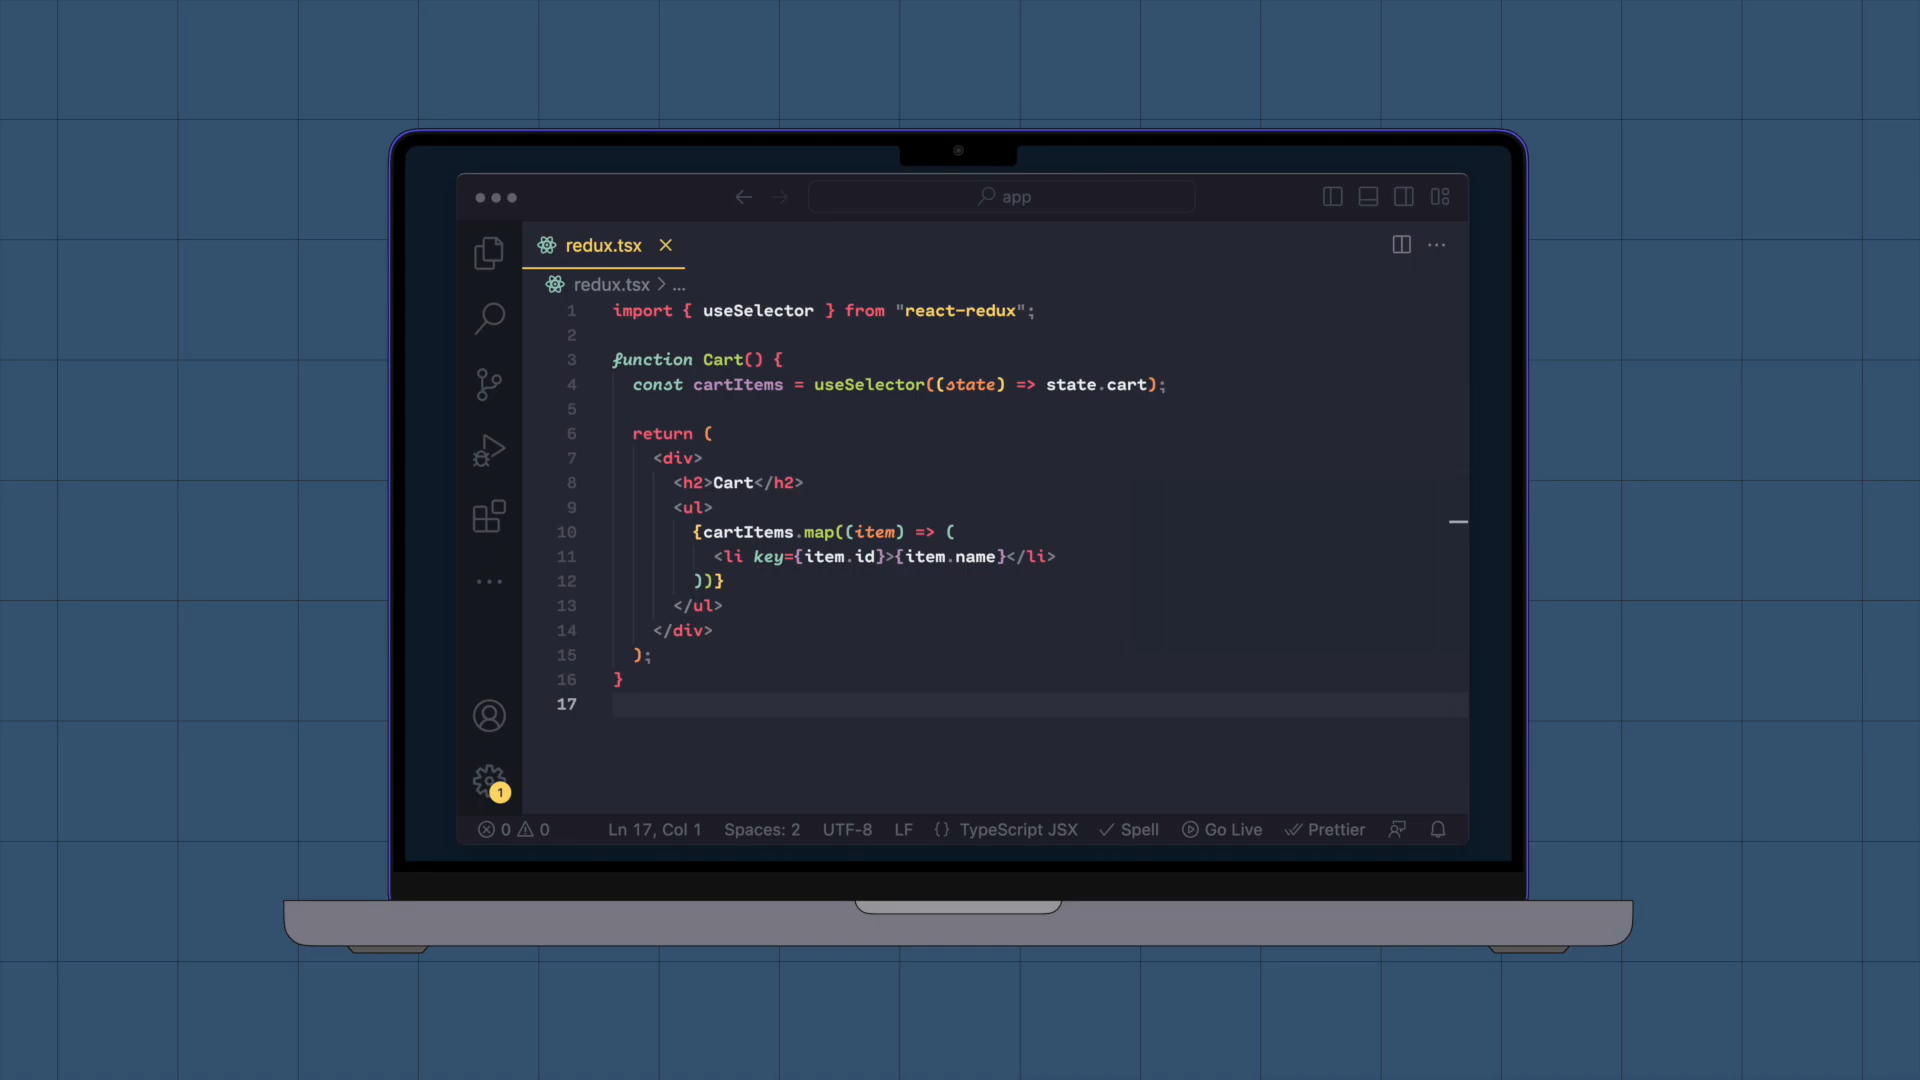 app
redux.tsx
redux.tsx > ...
1 import { useSelector } from "react-redux";
2
3 function Cart() {
4 const cartItems = useSelector((state) => state.cart);
5
6 return (
7 <div>
8 <h2>Cart</h2>
9 <ul>
10 {cartItems.map((item) => (
11 <li key={item.id}>{item.name}</li>
12 ))}
13 </ul>
14 </div>
15 );
16 }
17
1
0 0 Ln 17, Col 1 Spaces: 2 UTF-8 LF {} TypeScript JSX Spell Go Live Prettier